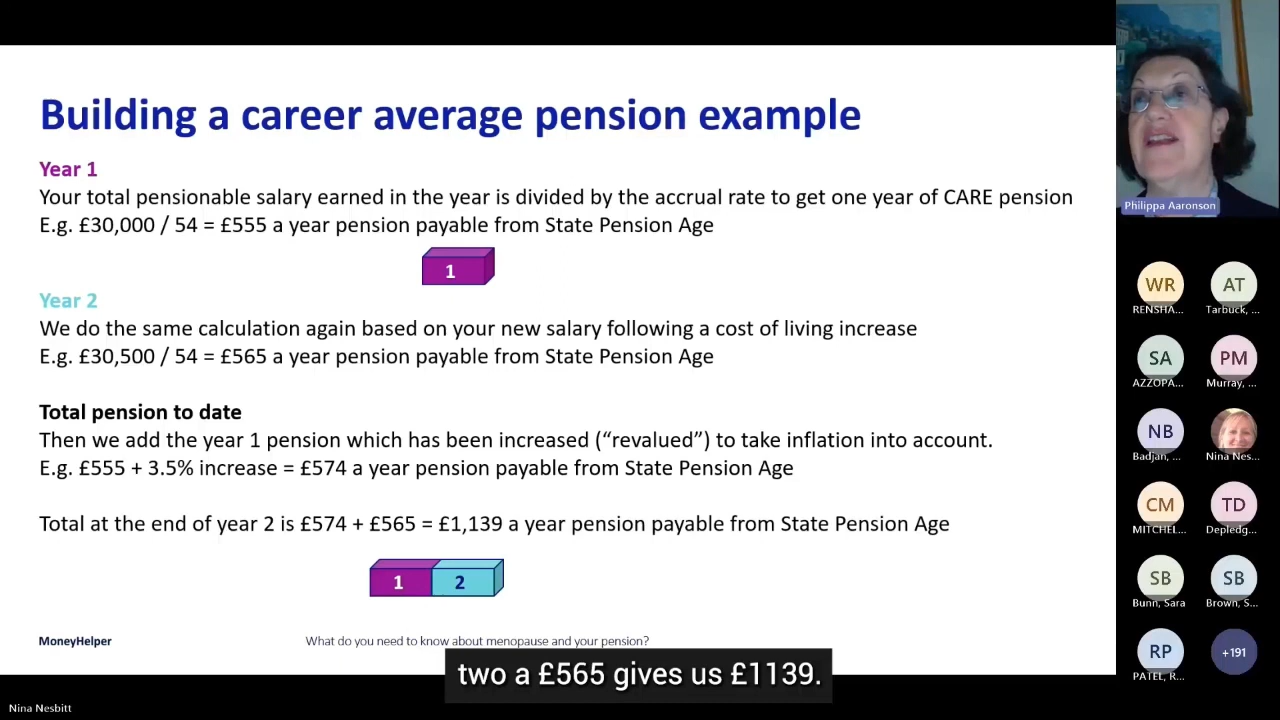 Building a career average pension example
Year 1
Your total pensionable salary earned in the year is divided by the accrual rate to get one year of CARE pension
E.g. £30,000 / 54 = £555 a year pension payable from State Pension Age
1
Year 2
We do the same calculation again based on your new salary following a cost of living increase
E.g. £30,500 / 54 = £565 a year pension payable from State Pension Age
Total pension to date
Then we add the year 1 pension which has been increased (“revalued”) to take inflation into account.
E.g. £555 + 3.5% increase = £574 a year pension payable from State Pension Age
Total at the end of year 2 is £574 + £565 = £1,139 a year pension payable from State Pension Age
1 2
MoneyHelper
What do you need to know about menopause and your pension?
two a £565 gives us £1139.
Nina Nesbitt
Philippa Aaronson
WR AT
RENSHA... Tarbuck, ...
SA PM
AZZOPA... Murray, ...
NB
Badjan, ... Nina Nes...
CM TD
MITCHEL... Depledg...
SB SB
Bunn, Sara Brown, S...
RP +191
PATEL, R...